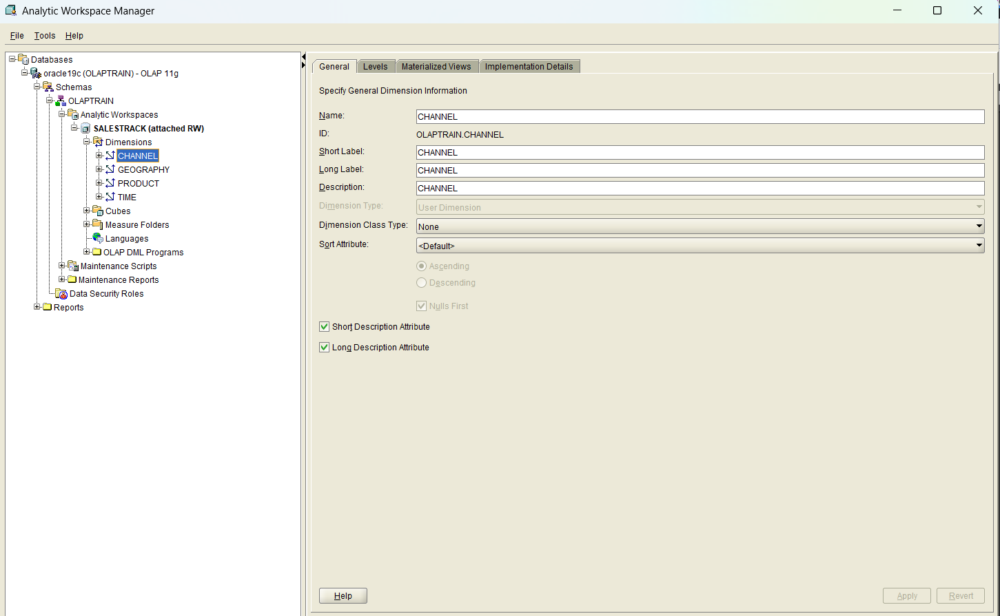 Analytic Workspace Manager
File Tools Help
Databases
oracle19c (OLAPTRAIN) - OLAP 11g
Schemas
OLAPTRAIN
Analytic Workspaces
SALESTRACK (attached RW)
Dimensions
CHANNEL
GEOGRAPHY
PRODUCT
TIME
Cubes
Measure Folders
Languages
OLAP DML Programs
Maintenance Scripts
Maintenance Reports
Data Security Roles
Reports
General Levels Materialized Views Implementation Details
Specify General Dimension Information
Name: CHANNEL
ID: OLAPTRAIN.CHANNEL
Short Label: CHANNEL
Long Label: CHANNEL
Description: CHANNEL
Dimension Type: User Dimension
Dimension Class Type: None
Sort Attribute: <Default>
Ascending
Descending
Nulls First
Short Description Attribute
Long Description Attribute
Help Apply Revert